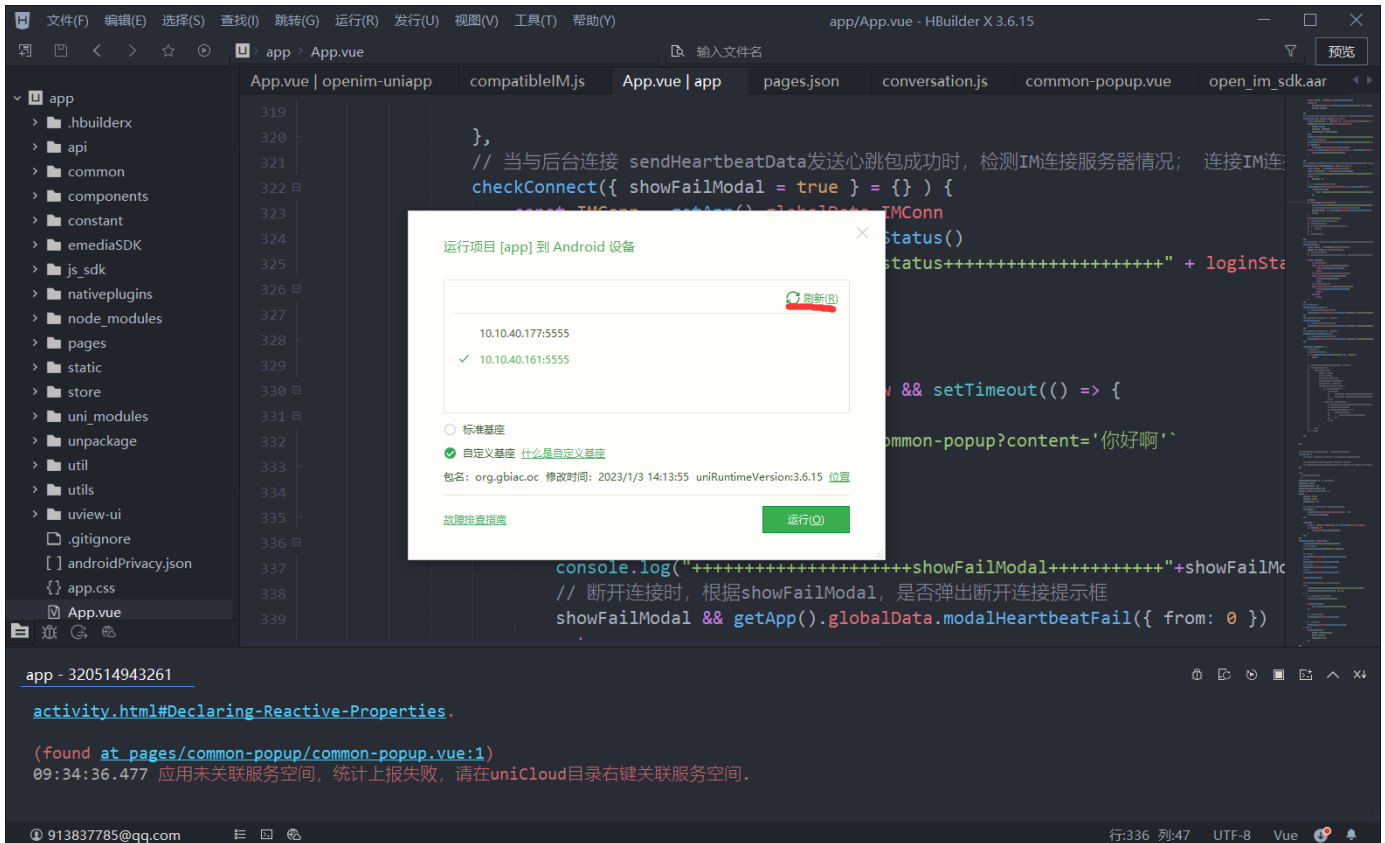 文件(F) 编辑(E) 选择(S) 查找(I) 跳转(G) 运行(R) 发行(U) 视图(V) 工具(T) 帮助(Y) app/App.vue - HBuilder X 3.6.15
app App.vue 输入文件名 预览
App.vue | openim-uniapp compatibleIM.js App.vue | app pages.json conversation.js common-popup.vue open_im_sdk.aar
app
.hbuilderx
api
common
components
constant
emediaSDK
js_sdk
nativeplugins
node_modules
pages
static
store
uni_modules
unpackage
util
utils
uview-ui
.gitignore
androidPrivacy.json
app.css
App.vue
319
320 },
321 // 当与后台连接 sendHeartbeatData发送心跳包成功时，检测IM连接服务器情况； 连接IM连
322 checkConnect({ showFailModal = true } = {} ) {
323 const IMConn = getApp().globalData.IMConn
324 Status()
325 status+++++++++++++++++++++" + loginSta
326
327
328
329
330 && setTimeout(() => {
331
332 ommon-popup?content='你好啊'`
333
334
335
336
337 console.log("+++++++++++++++++++++showFailModal+++++++++++"+showFailMo
338 // 断开连接时，根据showFailModal，是否弹出断开连接提示框
339 showFailModal && getApp().globalData.modalHeartbeatFail({ from: 0 })
运行项目 [app] 到 Android 设备
刷新(R)
10.10.40.177:5555
10.10.40.161:5555
标准基座
自定义基座 什么是自定义基座
包名：org.gbiac.oc 修改时间：2023/1/3 14:13:55 uniRuntimeVersion:3.6.15 位置
故障排查指南 运行(O)
app - 320514943261
activity.html#Declaring-Reactive-Properties.
(found at pages/common-popup/common-popup.vue:1)
09:34:36.477 应用未关联服务空间，统计上报失败，请在uniCloud目录右键关联服务空间.
913837785@qq.com 行:336 列:47 UTF-8 Vue